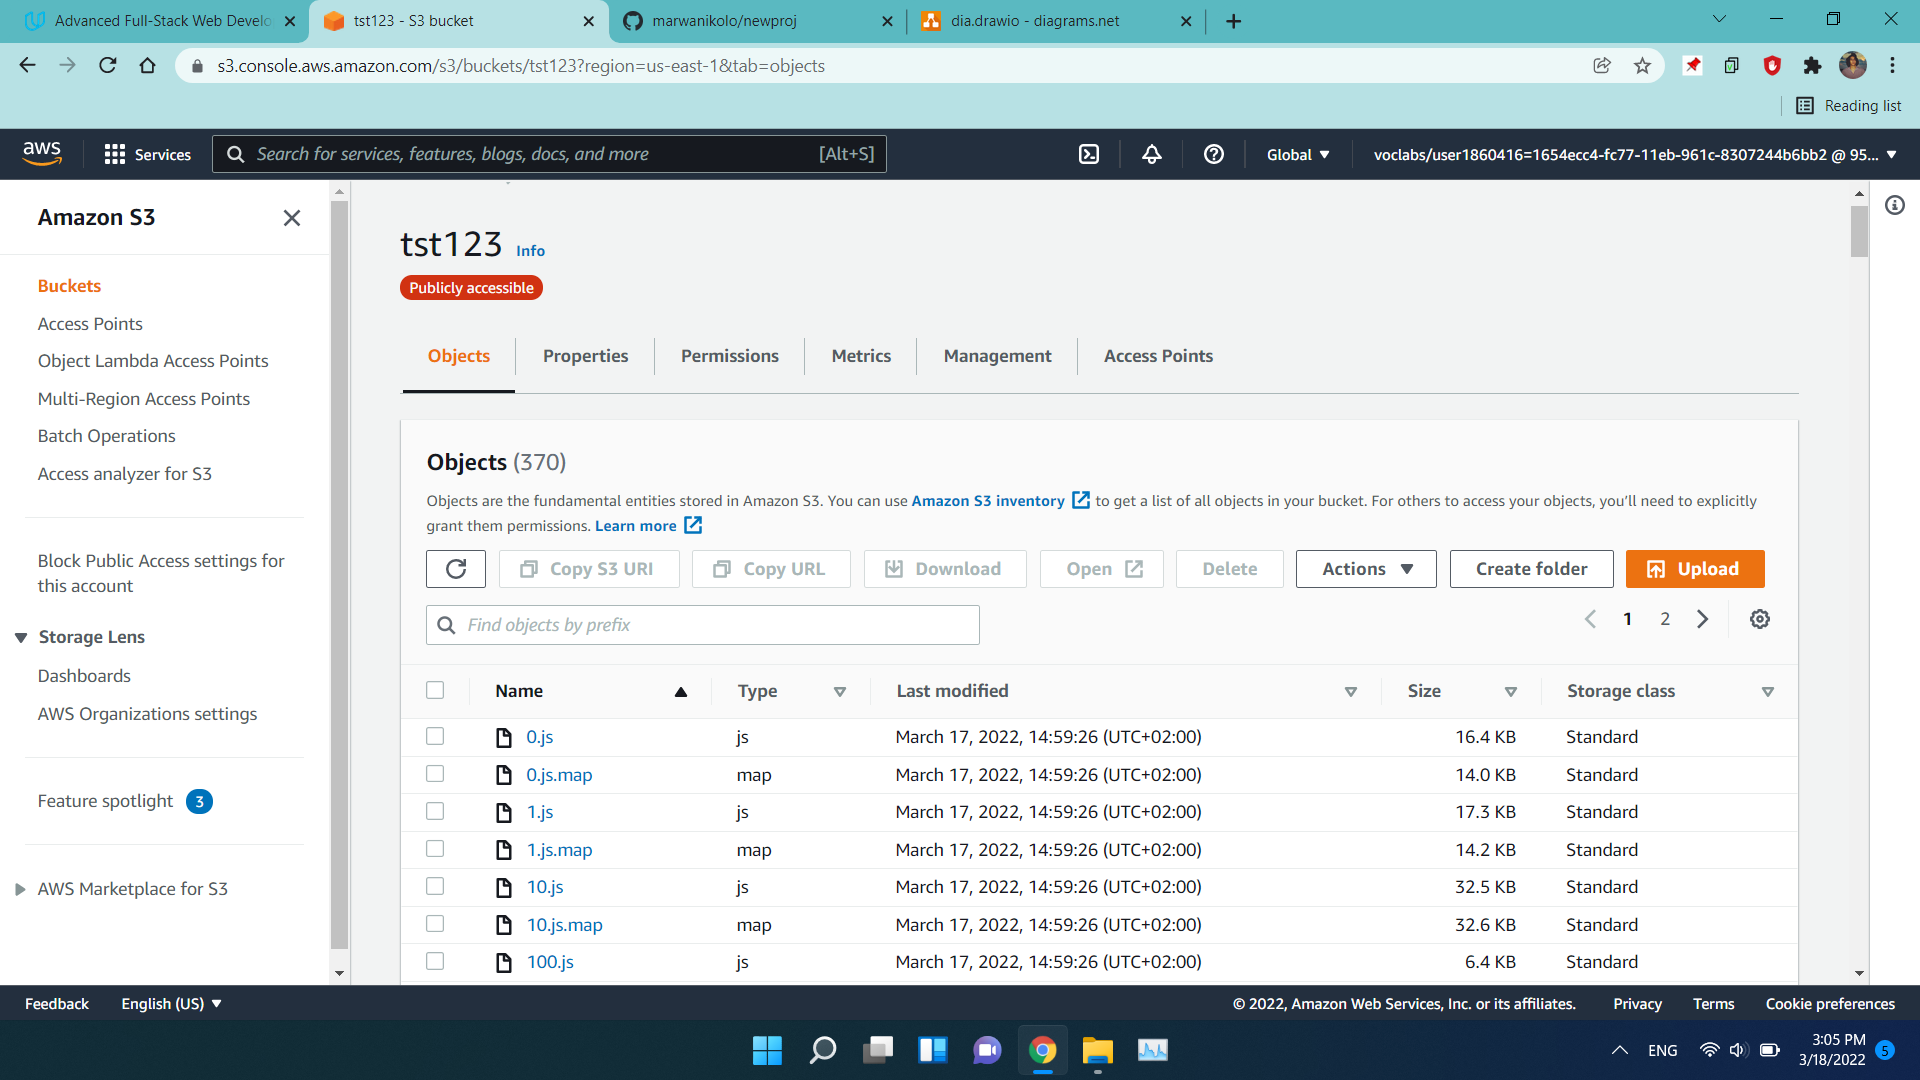 Advanced Full-Stack Web Develo
tst123 - S3 bucket
marwanikolo/newproj
dia.drawio - diagrams.net
s3.console.aws.amazon.com/s3/buckets/tst123?region=us-east-1&tab=objects
Reading list
aws
Services
Search for services, features, blogs, docs, and more
[Alt+S]
Global
voclabs/user1860416=1654ecc4-fc77-11eb-961c-8307244b6bb2 @ 95...
Amazon S3
Buckets
Access Points
Object Lambda Access Points
Multi-Region Access Points
Batch Operations
Access analyzer for S3
Block Public Access settings for
this account
Storage Lens
Dashboards
AWS Organizations settings
Feature spotlight 3
AWS Marketplace for S3
tst123 Info
Publicly accessible
Objects
Properties
Permissions
Metrics
Management
Access Points
Objects (370)
Objects are the fundamental entities stored in Amazon S3. You can use Amazon S3 inventory to get a list of all objects in your bucket. For others to access your objects, you'll need to explicitly
grant them permissions. Learn more
Copy S3 URI
Copy URL
Download
Open
Delete
Actions
Create folder
Upload
Find objects by prefix
1 2
Name Type Last modified Size Storage class
0.js js March 17, 2022, 14:59:26 (UTC+02:00) 16.4 KB Standard
0.js.map map March 17, 2022, 14:59:26 (UTC+02:00) 14.0 KB Standard
1.js js March 17, 2022, 14:59:26 (UTC+02:00) 17.3 KB Standard
1.js.map map March 17, 2022, 14:59:26 (UTC+02:00) 14.2 KB Standard
10.js js March 17, 2022, 14:59:26 (UTC+02:00) 32.5 KB Standard
10.js.map map March 17, 2022, 14:59:26 (UTC+02:00) 32.6 KB Standard
100.js js March 17, 2022, 14:59:26 (UTC+02:00) 6.4 KB Standard
Feedback
English (US)
© 2022, Amazon Web Services, Inc. or its affiliates.
Privacy
Terms
Cookie preferences
ENG
3:05 PM
3/18/2022
5